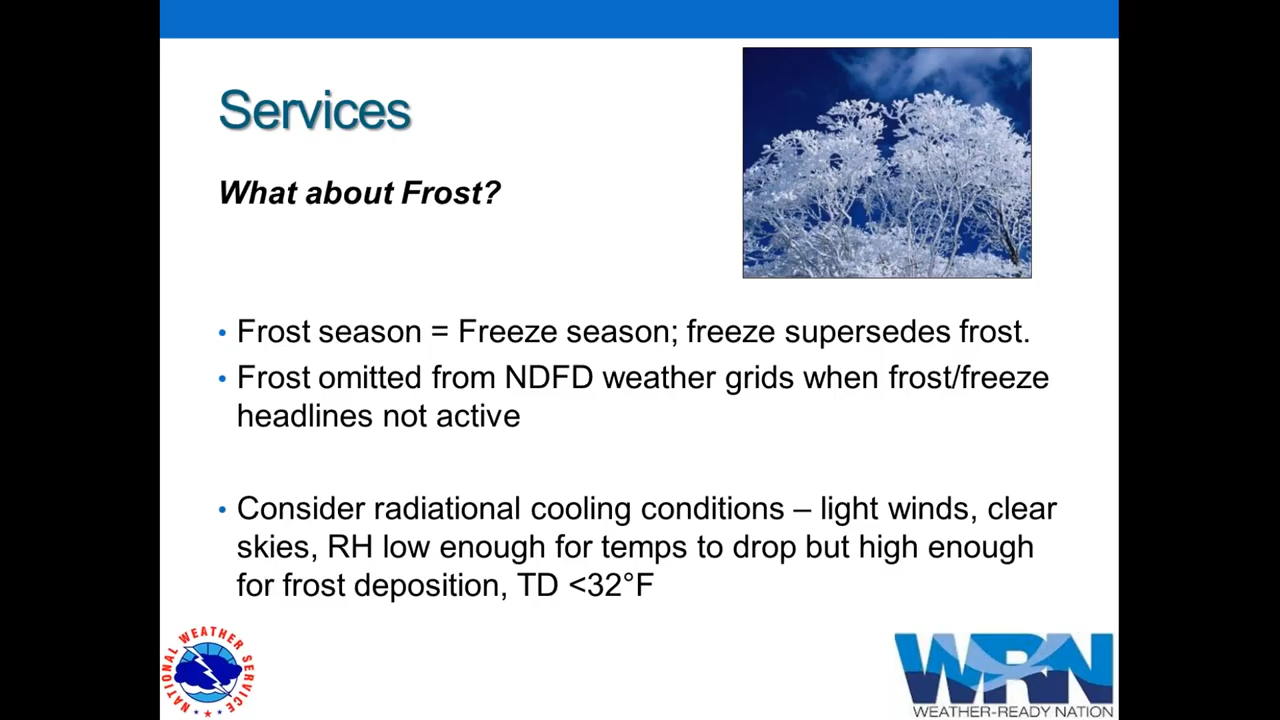 Services
What about Frost?
• Frost season = Freeze season; freeze supersedes frost.
• Frost omitted from NDFD weather grids when frost/freeze
headlines not active
• Consider radiational cooling conditions – light winds, clear
skies, RH low enough for temps to drop but high enough
for frost deposition, TD <32°F
NATIONAL WEATHER SERVICE
WRN
WEATHER-READY NATION